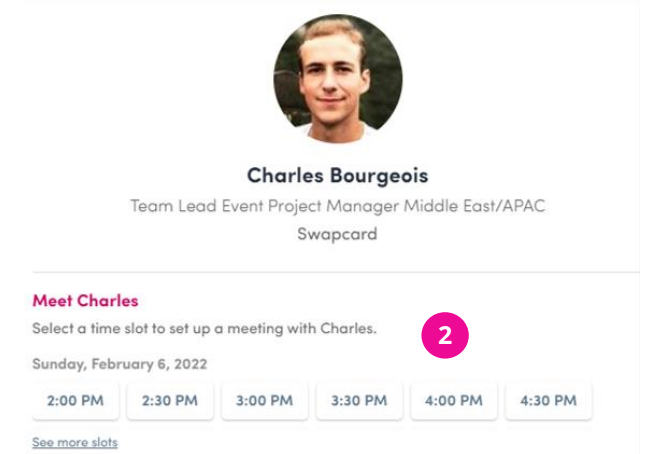 Charles Bourgeois
Team Lead Event Project Manager Middle East/APAC
Swapcard
Meet Charles
Select a time slot to set up a meeting with Charles.
2
Sunday, February 6, 2022
2:00 PM 2:30 PM 3:00 PM 3:30 PM 4:00 PM 4:30 PM
See more slots